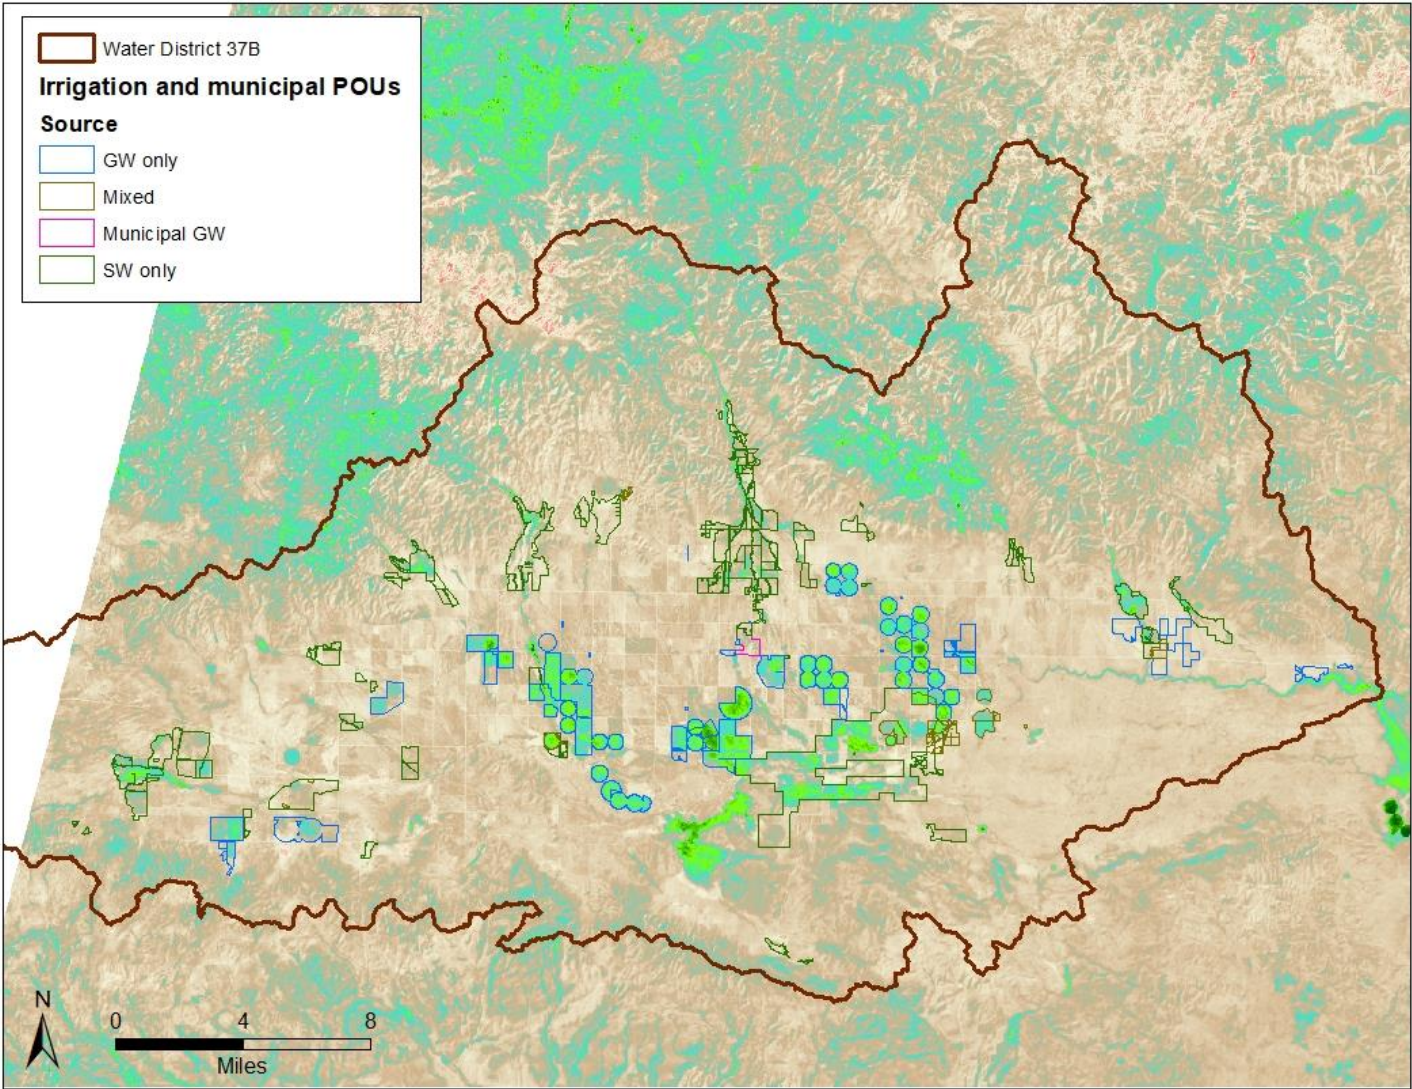 Water District 37B
Irrigation and municipal POUs
Source
GW only
Mixed
Municipal GW
SW only
N
0 4 8
Miles